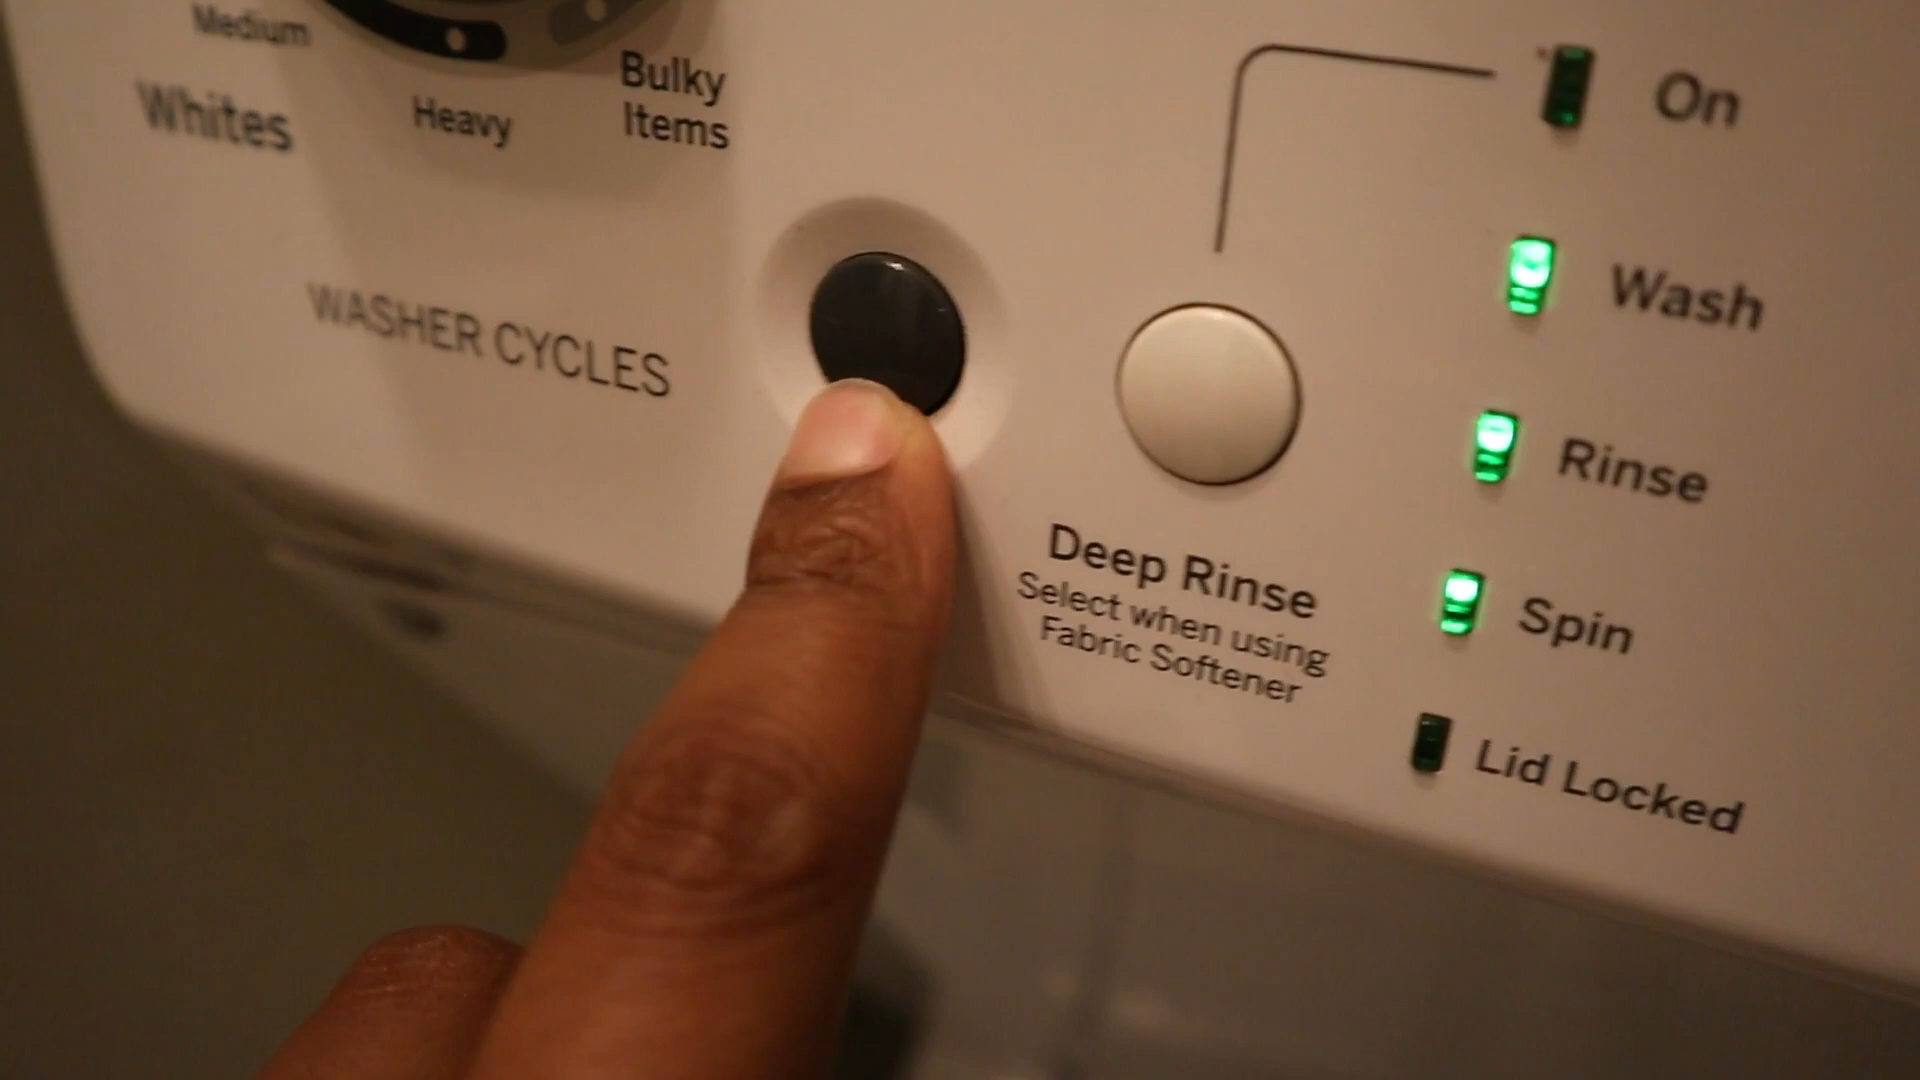 Medium
Whites
Heavy
Bulky
Items
WASHER CYCLES
Deep Rinse
Select when using
Fabric Softener
On
Wash
Rinse
Spin
Lid Locked